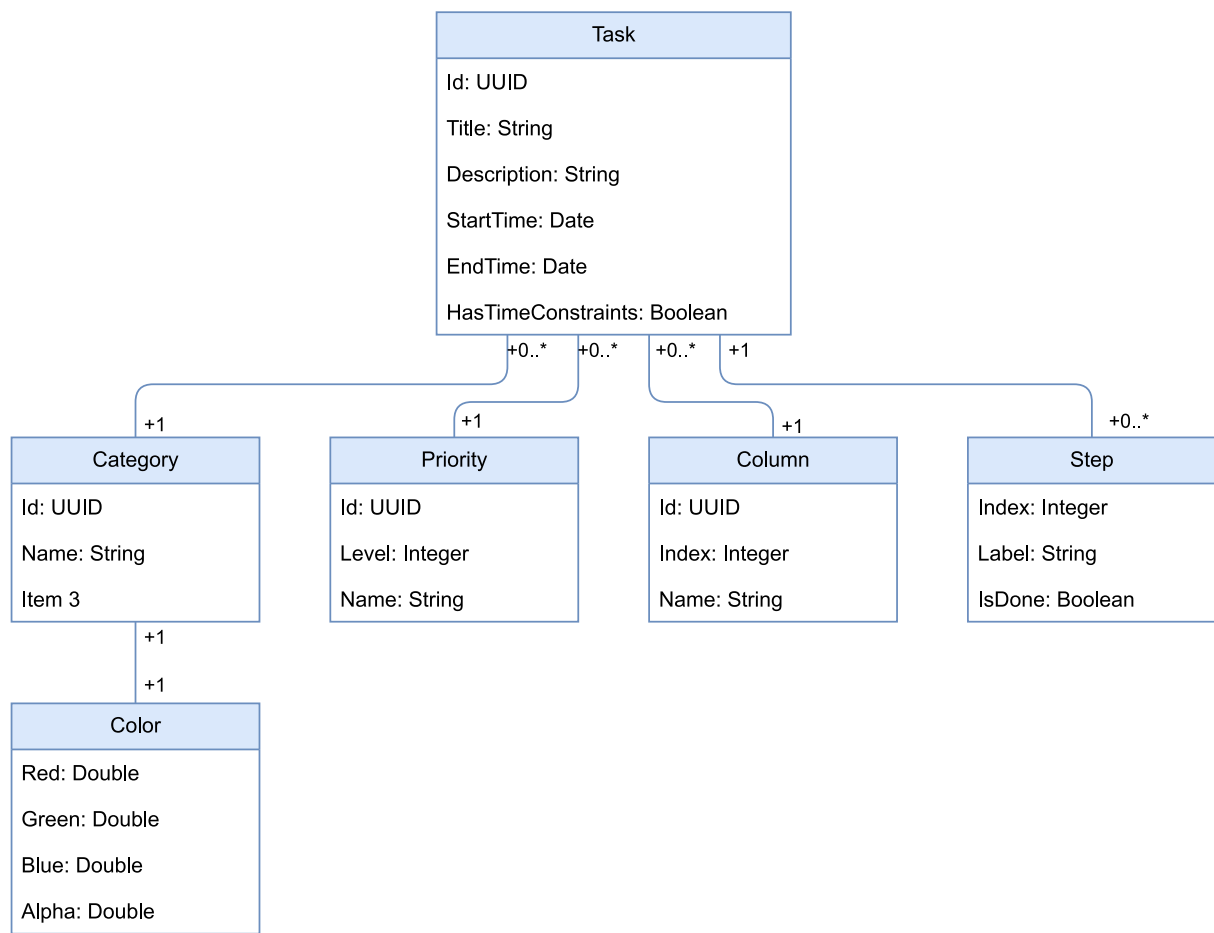 Task
Id: UUID
Title: String
Description: String
StartTime: Date
EndTime: Date
HasTimeConstraints: Boolean
+0..* +0..* +0..* +1
+1 +1 +1 +0..*
Category
Id: UUID
Name: String
Item 3
Priority
Id: UUID
Level: Integer
Name: String
Column
Id: UUID
Index: Integer
Name: String
Step
Index: Integer
Label: String
IsDone: Boolean
+1
+1
Color
Red: Double
Green: Double
Blue: Double
Alpha: Double